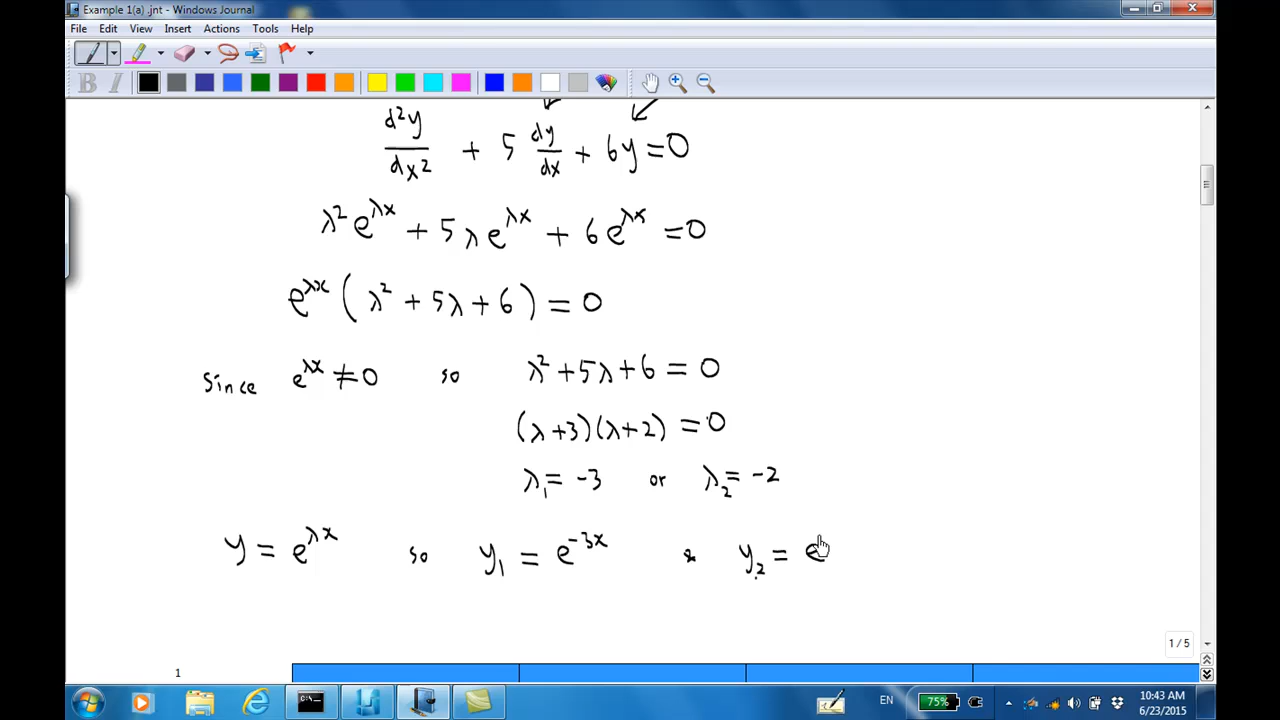 Example 1(a) .jnt - Windows Journal
File Edit View Insert Actions Tools Help
B I
d²y/dx² + 5 dy/dx + 6y = 0
λ² e^λx + 5λ e^λx + 6 e^λx = 0
e^λx ( λ² + 5λ + 6 ) = 0
Since e^λx ≠ 0 so λ² + 5λ + 6 = 0
(λ + 3)(λ + 2) = 0
λ₁ = -3 or λ₂ = -2
y = e^λx so y₁ = e^-3x & y₂ = e
1 / 5
1
EN 75% 10:43 AM
6/23/2015